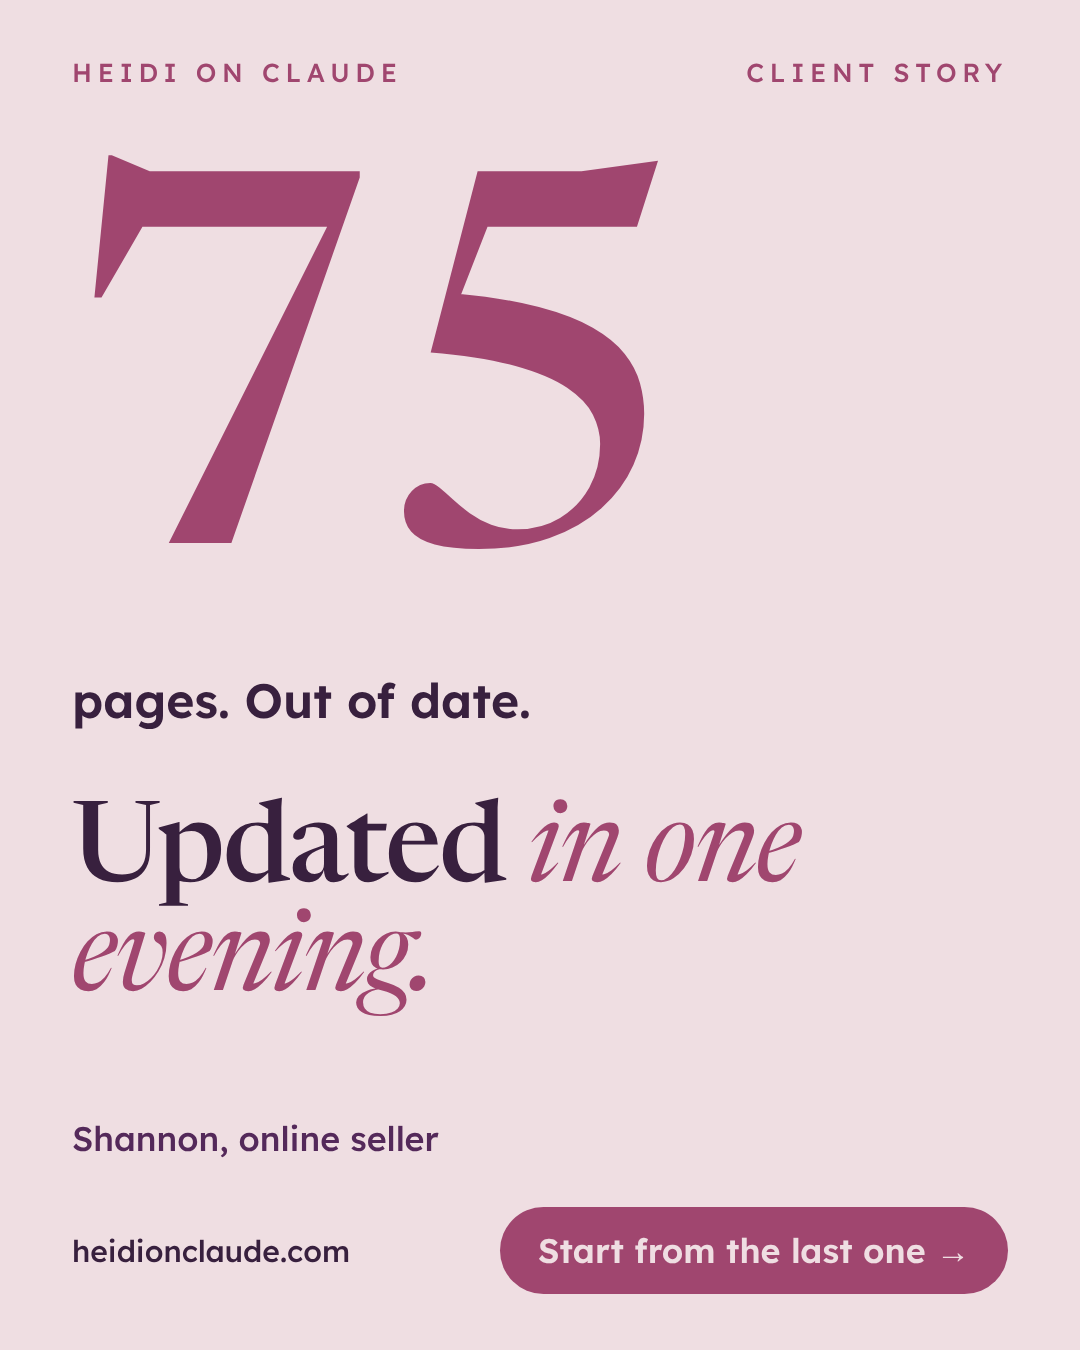 HEIDI ON CLAUDE
CLIENT STORY
75
pages. Out of date.
Updated in one
evening.
Shannon, online seller
heidionclaude.com
Start from the last one →